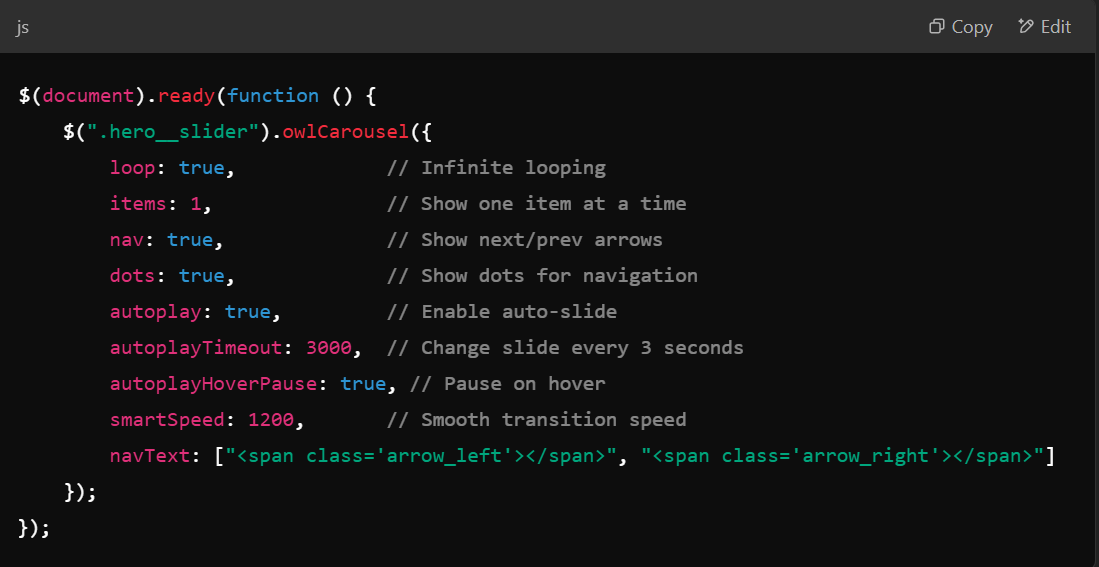 js Copy Edit
$(document).ready(function () {
    $(".hero__slider").owlCarousel({
        loop: true,             // Infinite looping
        items: 1,               // Show one item at a time
        nav: true,              // Show next/prev arrows
        dots: true,             // Show dots for navigation
        autoplay: true,         // Enable auto-slide
        autoplayTimeout: 3000,  // Change slide every 3 seconds
        autoplayHoverPause: true, // Pause on hover
        smartSpeed: 1200,       // Smooth transition speed
        navText: ["<span class='arrow_left'></span>", "<span class='arrow_right'></span>"]
    });
});